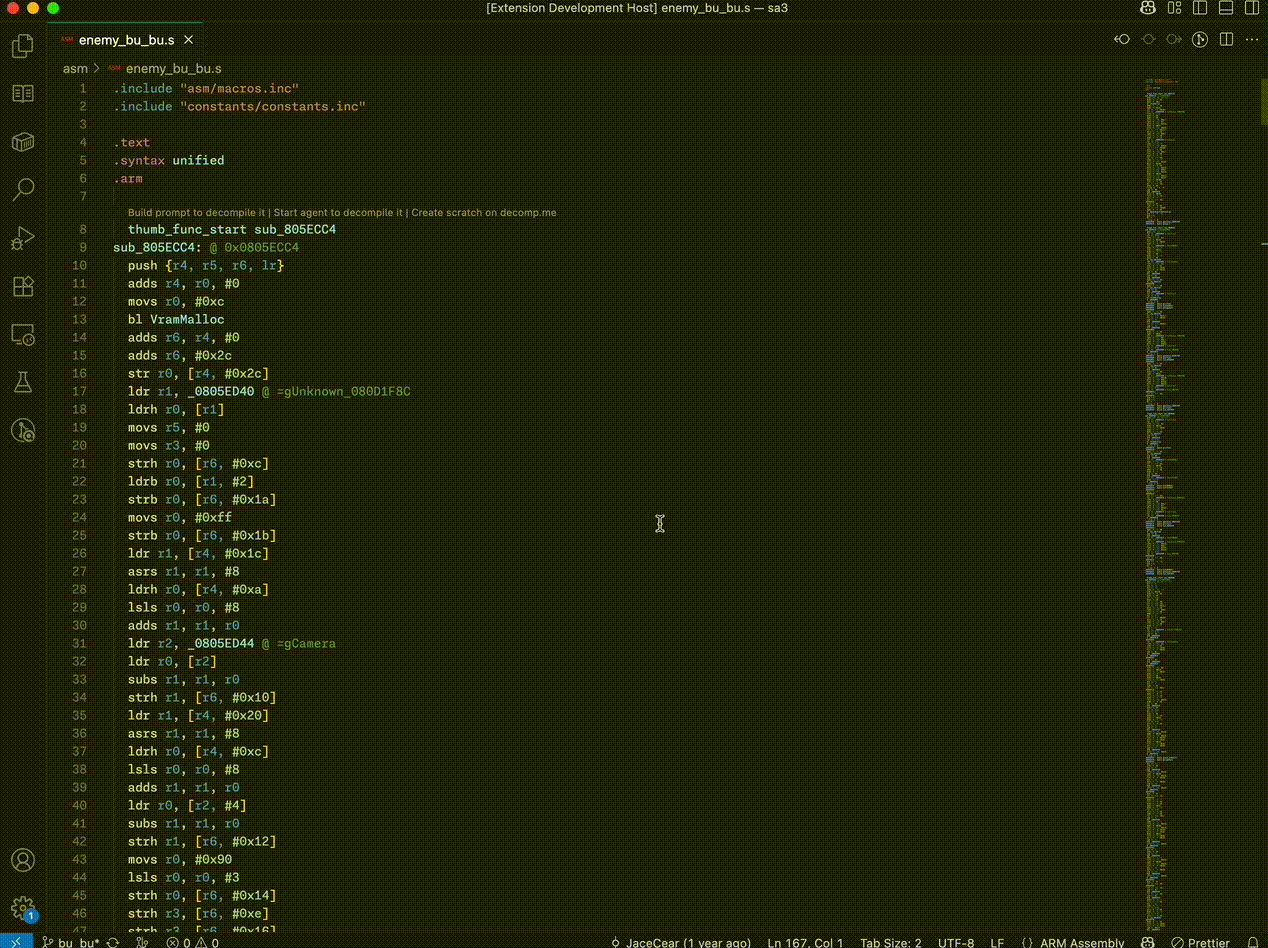 [Extension Development Host] enemy_bu_bu.s — sa3
ASM enemy_bu_bu.s
asm > ASM enemy_bu_bu.s
1 .include "asm/macros.inc"
2 .include "constants/constants.inc"
3
4 .text
5 .syntax unified
6 .arm
7
Build prompt to decompile it | Start agent to decompile it | Create scratch on decomp.me
8 thumb_func_start sub_805ECC4
9 sub_805ECC4: @ 0x0805ECC4
10 push {r4, r5, r6, lr}
11 adds r4, r0, #0
12 movs r0, #0xc
13 bl VramMalloc
14 adds r6, r4, #0
15 adds r6, #0x2c
16 str r0, [r4, #0x2c]
17 ldr r1, _0805ED40 @ =gUnknown_080D1F8C
18 ldrh r0, [r1]
19 movs r5, #0
20 movs r3, #0
21 strh r0, [r6, #0xc]
22 ldrb r0, [r1, #2]
23 strb r0, [r6, #0x1a]
24 movs r0, #0xff
25 strb r0, [r6, #0x1b]
26 ldr r1, [r4, #0x1c]
27 asrs r1, r1, #8
28 ldrh r0, [r4, #0xa]
29 lsls r0, r0, #8
30 adds r1, r1, r0
31 ldr r2, _0805ED44 @ =gCamera
32 ldr r0, [r2]
33 subs r1, r1, r0
34 strh r1, [r6, #0x10]
35 ldr r1, [r4, #0x20]
36 asrs r1, r1, #8
37 ldrh r0, [r4, #0xc]
38 lsls r0, r0, #8
39 adds r1, r1, r0
40 ldr r0, [r2, #4]
41 subs r1, r1, r0
42 strh r1, [r6, #0x12]
43 movs r0, #0x90
44 lsls r0, r0, #3
45 strh r0, [r6, #0x14]
46 strh r3, [r6, #0xe]
47 strh r3, [r6, #0x16]
1
bu_bu* 0 0 JaceCear (1 year ago) Ln 167, Col 1 Tab Size: 2 UTF-8 LF {} ARM Assembly Prettier